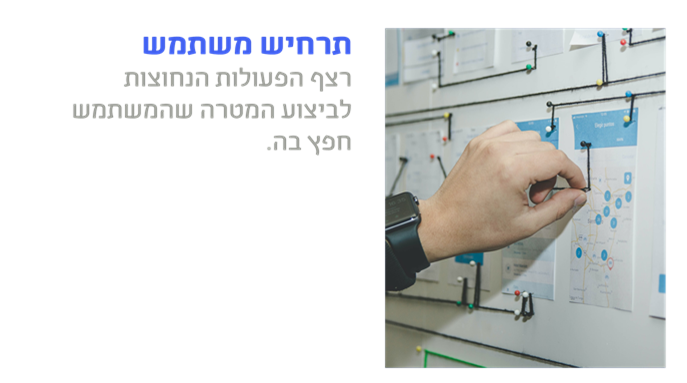 תרחיש משתמש
רצף הפעולות הנחוצות
לביצוע המטרה שהמשתמש
חפץ בה.